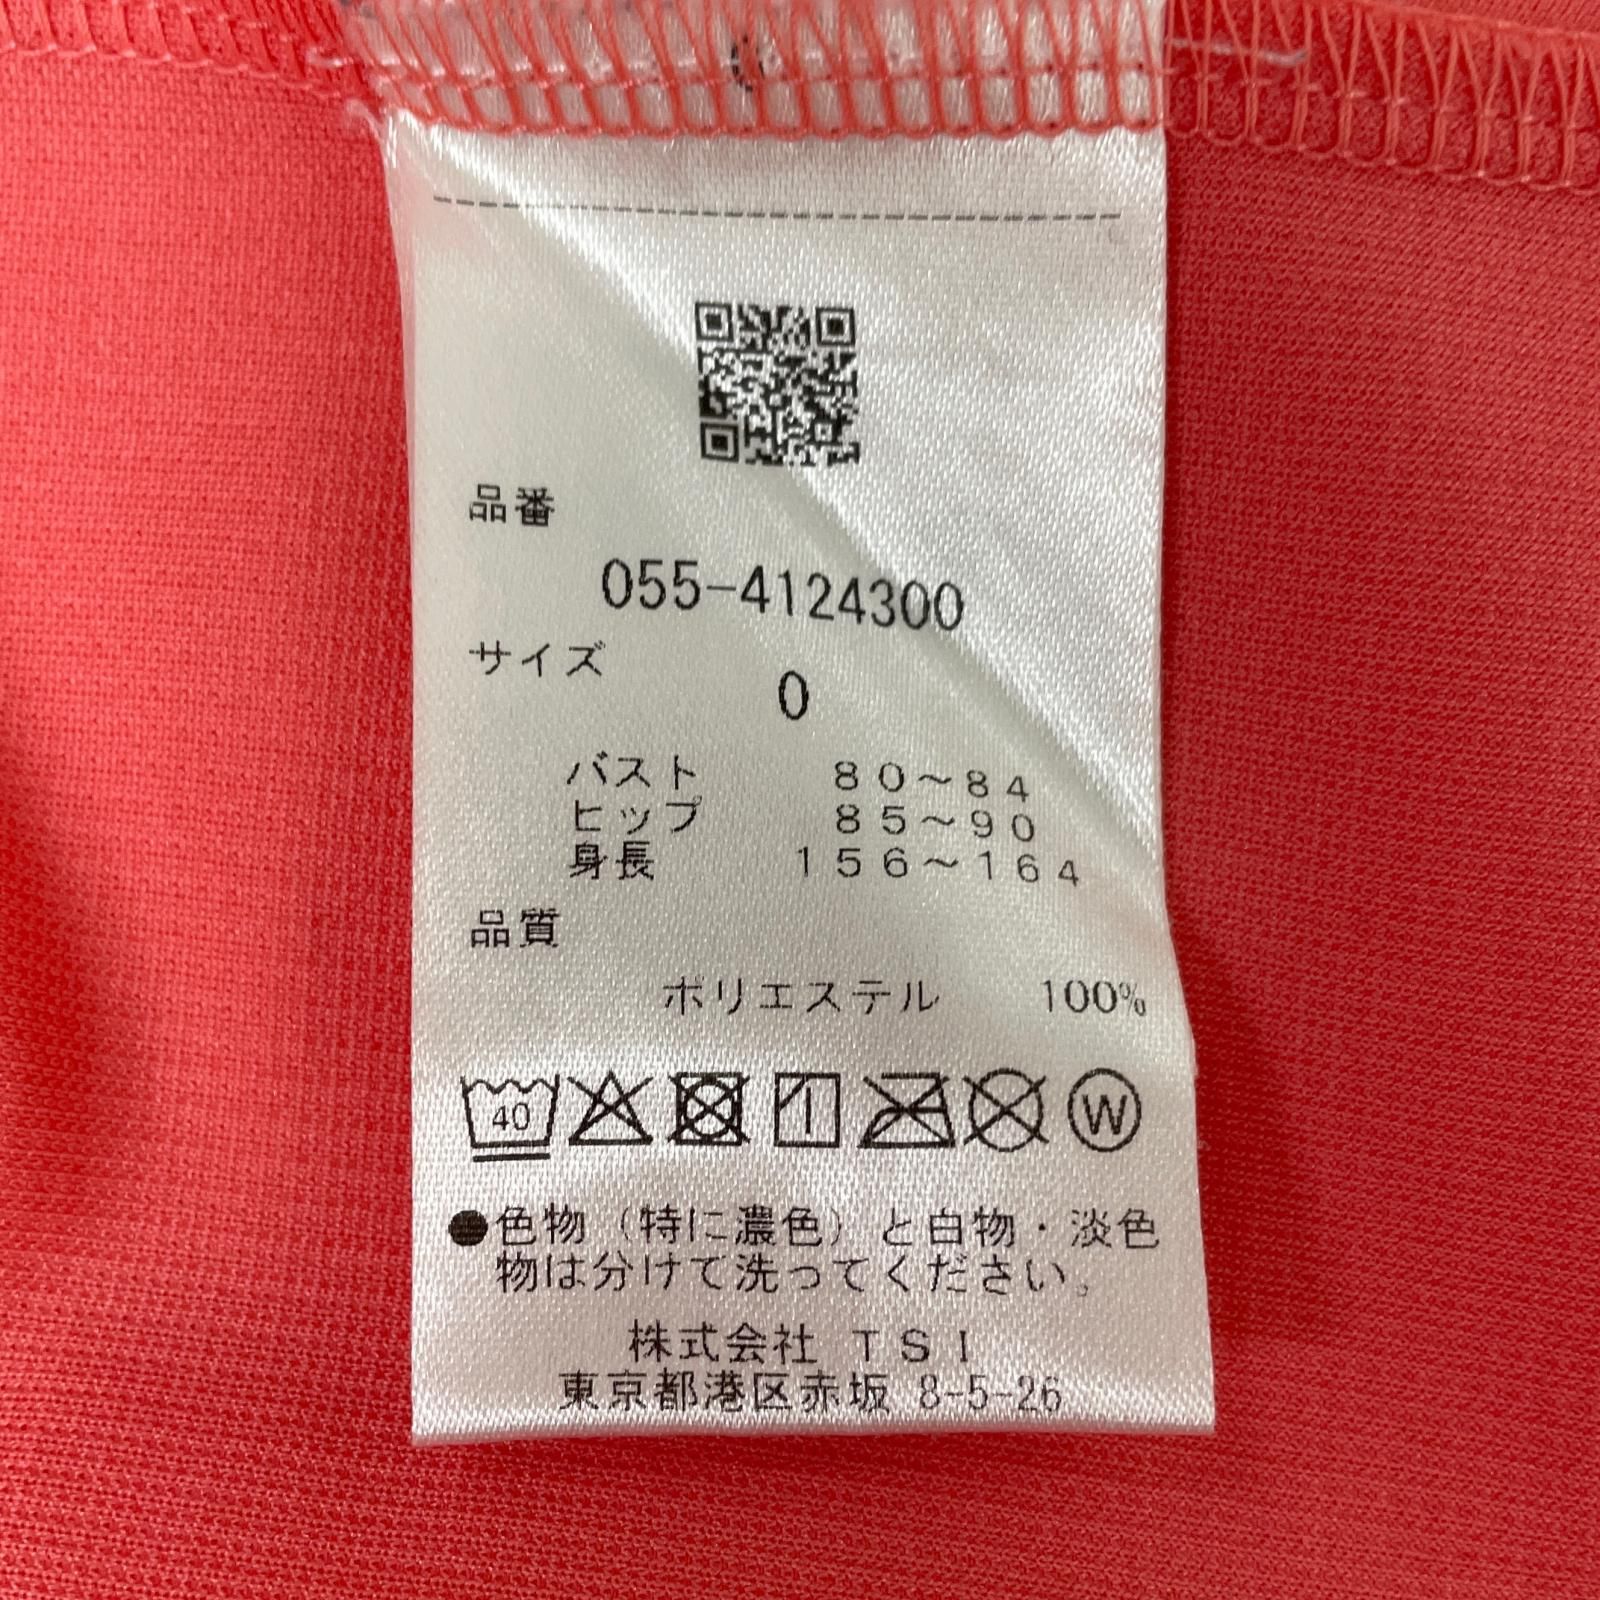 品番
055-4124300
サイズ
0
バスト 80～84
ヒップ 85～90
身長 156～164
品質
ポリエステル 100%
40 W
●色物（特に濃色）と白物・淡色
物は分けて洗ってください。
株式会社 TSI
東京都港区赤坂 8-5-26